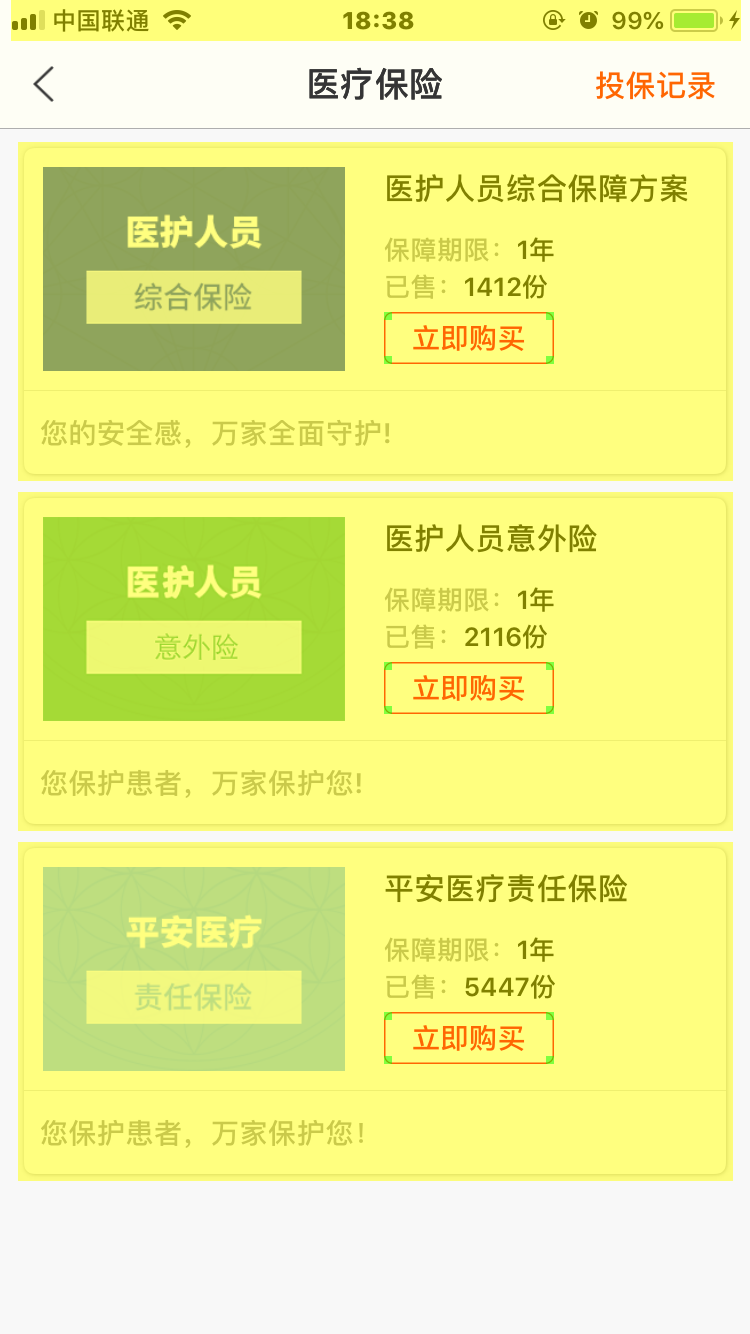 中国联通 18:38 99%
医疗保险 投保记录
医护人员
综合保险
医护人员综合保障方案
保障期限: 1年
已售: 1412份
立即购买
您的安全感，万家全面守护!
医护人员
意外险
医护人员意外险
保障期限: 1年
已售: 2116份
立即购买
您保护患者，万家保护您!
平安医疗
责任保险
平安医疗责任保险
保障期限: 1年
已售: 5447份
立即购买
您保护患者，万家保护您！